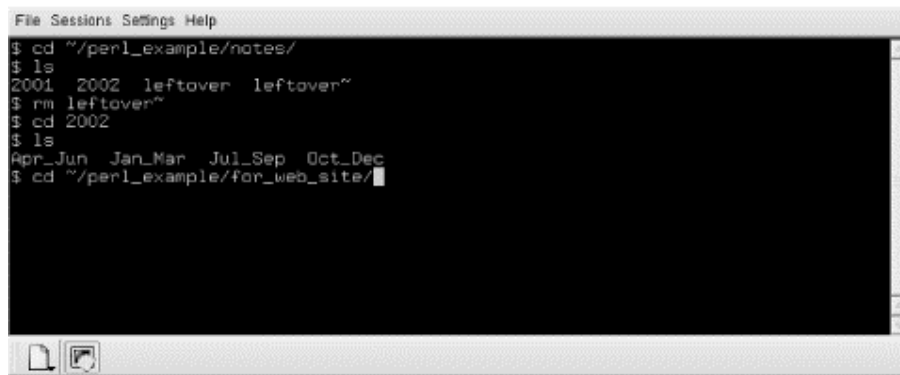 File Sessions Settings Help
$ cd ~/perl_example/notes/
$ ls
2001  2002  leftover  leftover~
$ rm leftover~
$ cd 2002
$ ls
Apr_Jun  Jan_Mar  Jul_Sep  Oct_Dec
$ cd ~/perl_example/for_web_site/